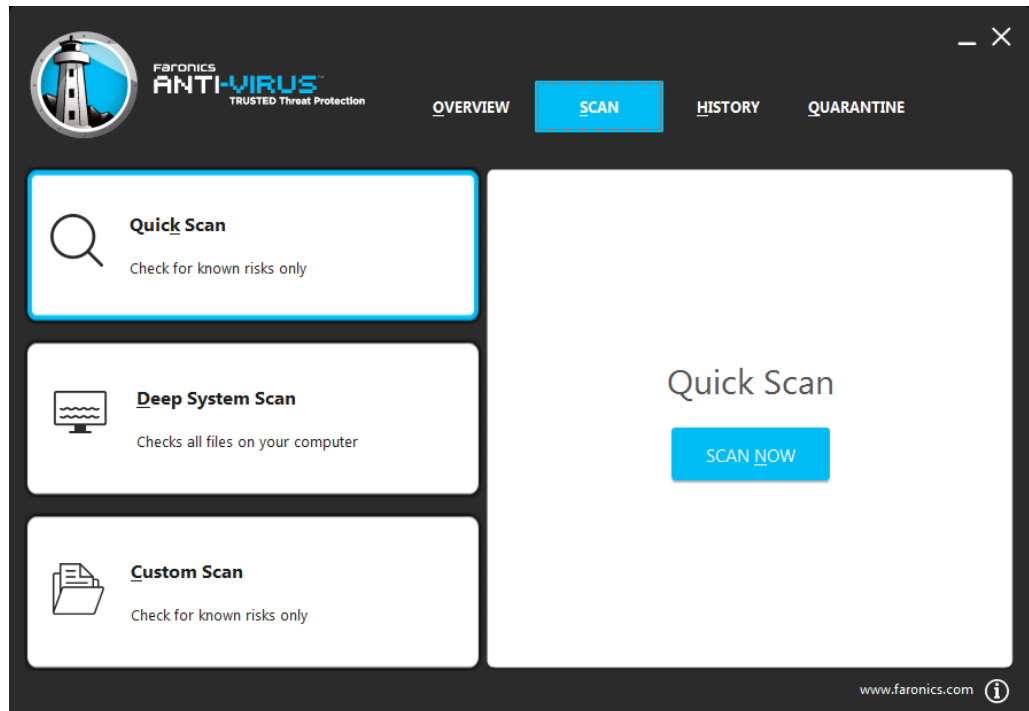 Faronics
ANTI-VIRUS™
TRUSTED Threat Protection
OVERVIEW
SCAN
HISTORY
QUARANTINE
Quick Scan
Check for known risks only
Deep System Scan
Checks all files on your computer
Custom Scan
Check for known risks only
Quick Scan
SCAN NOW
www.faronics.com